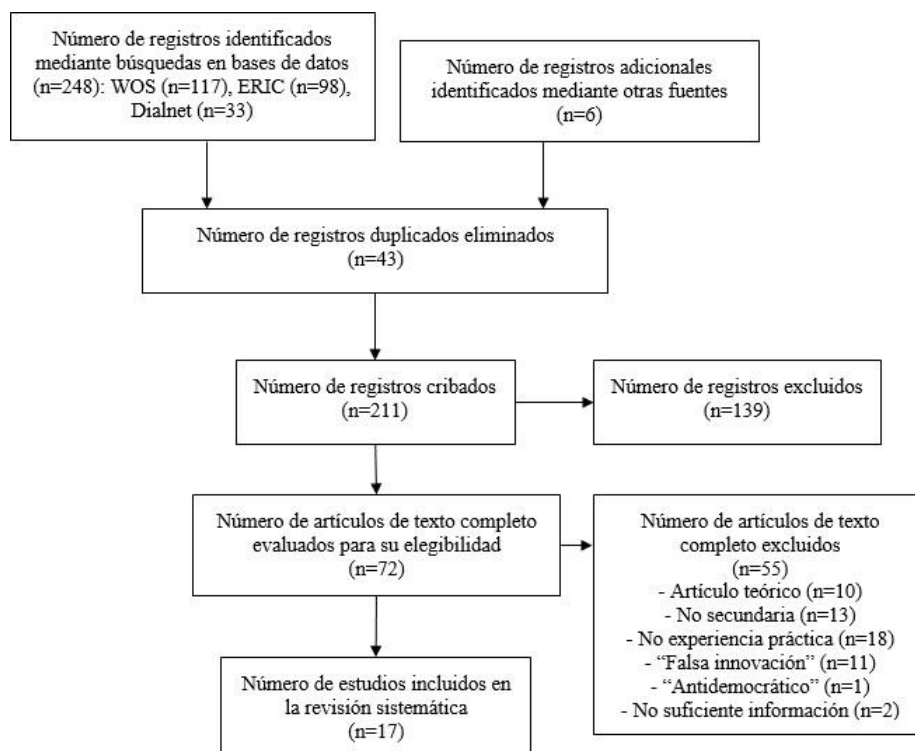 Número de registros identificados
mediante búsquedas en bases de datos
(n=248): WOS (n=117), ERIC (n=98),
Dialnet (n=33)
Número de registros adicionales
identificados mediante otras fuentes
(n=6)
Número de registros duplicados eliminados
(n=43)
Número de registros cribados
(n=211)
Número de registros excluidos
(n=139)
Número de artículos de texto completo
evaluados para su elegibilidad
(n=72)
Número de artículos de texto
completo excluidos
(n=55)
- Artículo teórico (n=10)
- No secundaria (n=13)
- No experiencia práctica (n=18)
- “Falsa innovación” (n=11)
- “Antidemocrático” (n=1)
- No suficiente información (n=2)
Número de estudios incluidos en
la revisión sistemática
(n=17)